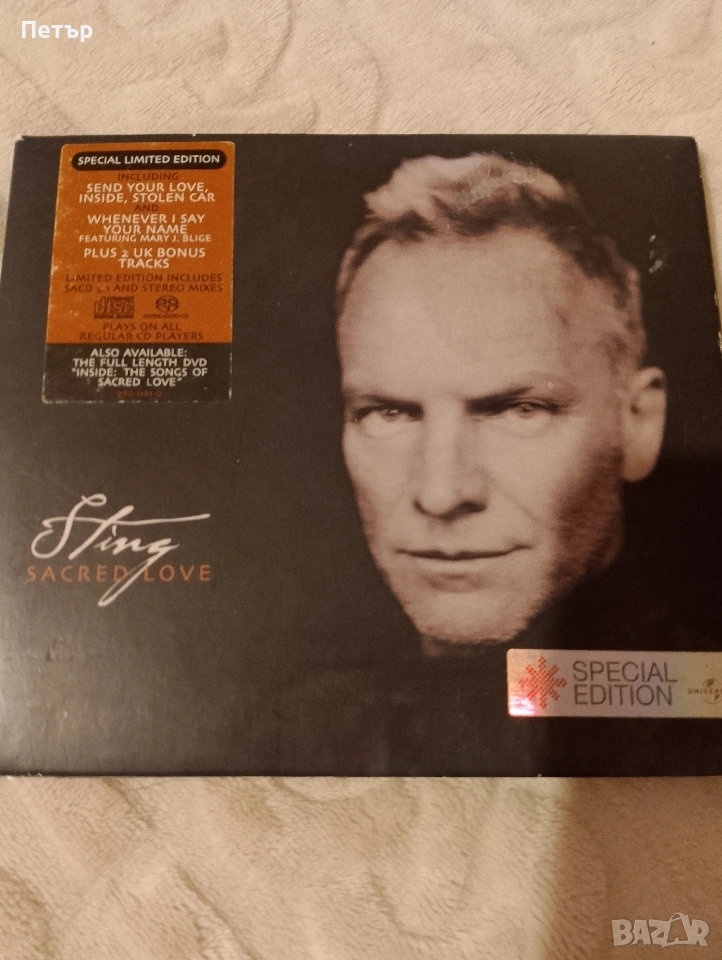 Петър
SPECIAL LIMITED EDITION
INCLUDING
SEND YOUR LOVE,
INSIDE, STOLEN CAR
AND
WHENEVER I SAY
YOUR NAME
FEATURING MARY J. BLIGE
PLUS 2 UK BONUS
TRACKS
LIMITED EDITION INCLUDES
SACD 5.1 AND STEREO MIXES
PLAYS ON ALL
REGULAR CD PLAYERS
ALSO AVAILABLE:
THE FULL LENGTH DVD
"INSIDE: THE SONGS OF
SACRED LOVE"
Sting
SACRED LOVE
SPECIAL
EDITION
BAZAR